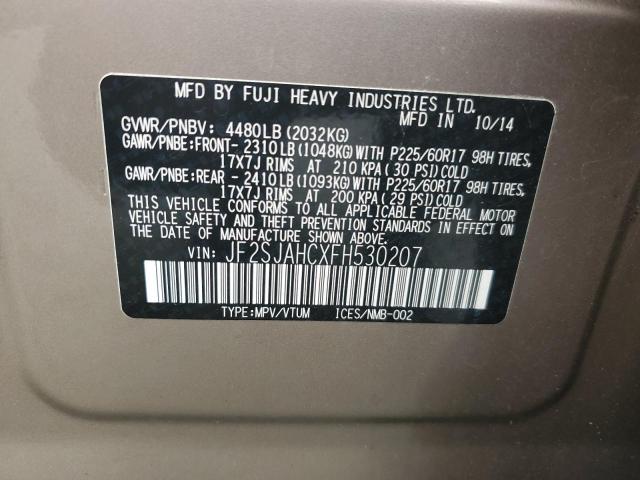 MFD BY FUJI HEAVY INDUSTRIES LTD.
MFD IN 10/14
GVWR/PNBV: 4480LB(2032KG)
GAWR/PNBE:FRONT- 2310LB(1048KG)WITH P225/60R17 98H TIRES,
17X7J RIMS AT 210 KPA( 30 PSI)COLD
GAWR/PNBE:REAR - 2410LB(1093KG)WITH P225/60R17 98H TIRES,
17X7J RIMS AT 200 KPA( 29 PSI)COLD
THIS VEHICLE CONFORMS TO ALL APPLICABLE FEDERAL MOTOR
VEHICLE SAFETY AND THEFT PREVENTION STANDARDS IN EFFECT ON
THE DATE OF MANUFACTURE SHOWN ABOVE.
VIN: JF2SJAHCXFH530207
TYPE:MPV/VTUM ICES/NMB-002